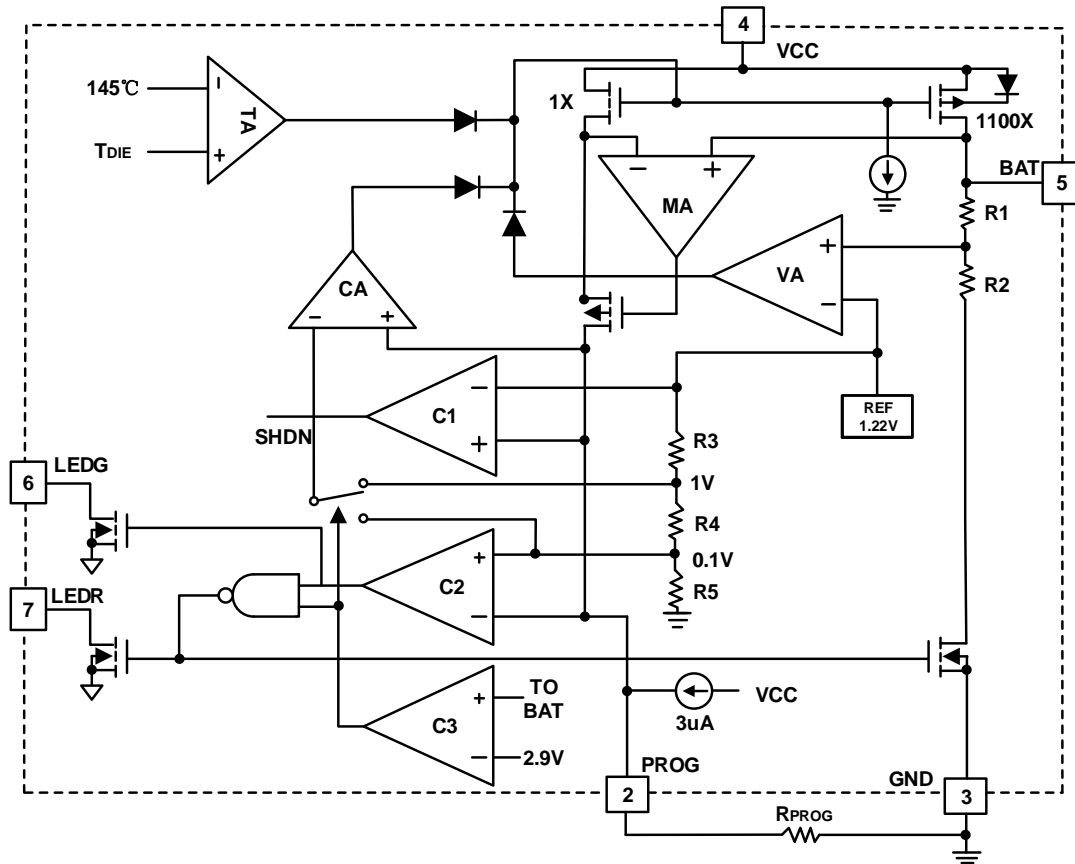 4
VCC
145℃
TA
TDIE
1X
1100X
BAT
5
MA
R1
VA
R2
CA
C1
SHDN
REF
1.22V
R3
LEDG
6
1V
R4
0.1V
C2
R5
LEDR
7
TO
BAT
C3
2.9V
VCC
3uA
PROG
2
GND
3
RPROG
− + − + − + + − − + − + + − + −